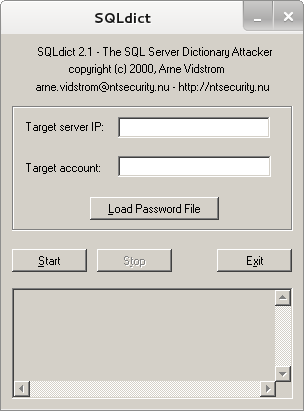 SQLdict
SQLdict 2.1 - The SQL Server Dictionary Attacker
copyright (c) 2000, Arne Vidstrom
arne.vidstrom@ntsecurity.nu - http://ntsecurity.nu
Target server IP:
Target account:
Load Password File
Start Stop Exit